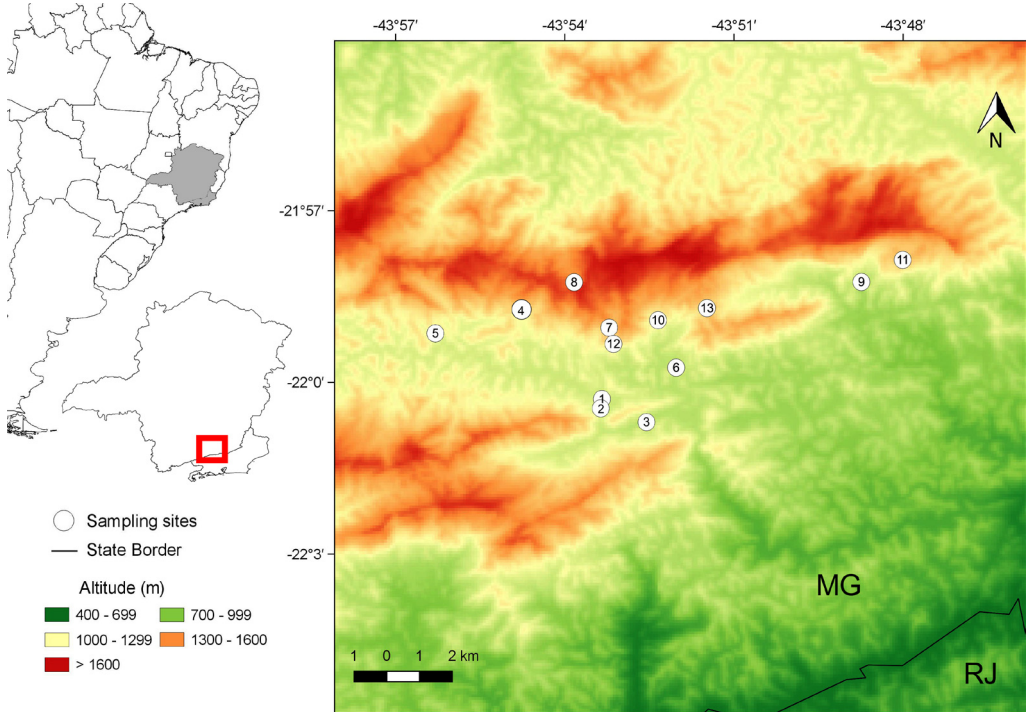 -43°57' -43°54' -43°51' -43°48'
N
-21°57'
11
8 9
4 13
10
5 7
12
-22°0'
6
1
2
3
-22°3'
Sampling sites
State Border
Altitude (m)
400 - 699 700 - 999
1000 - 1299 1300 - 1600
> 1600
MG
1 0 1 2 km
RJ